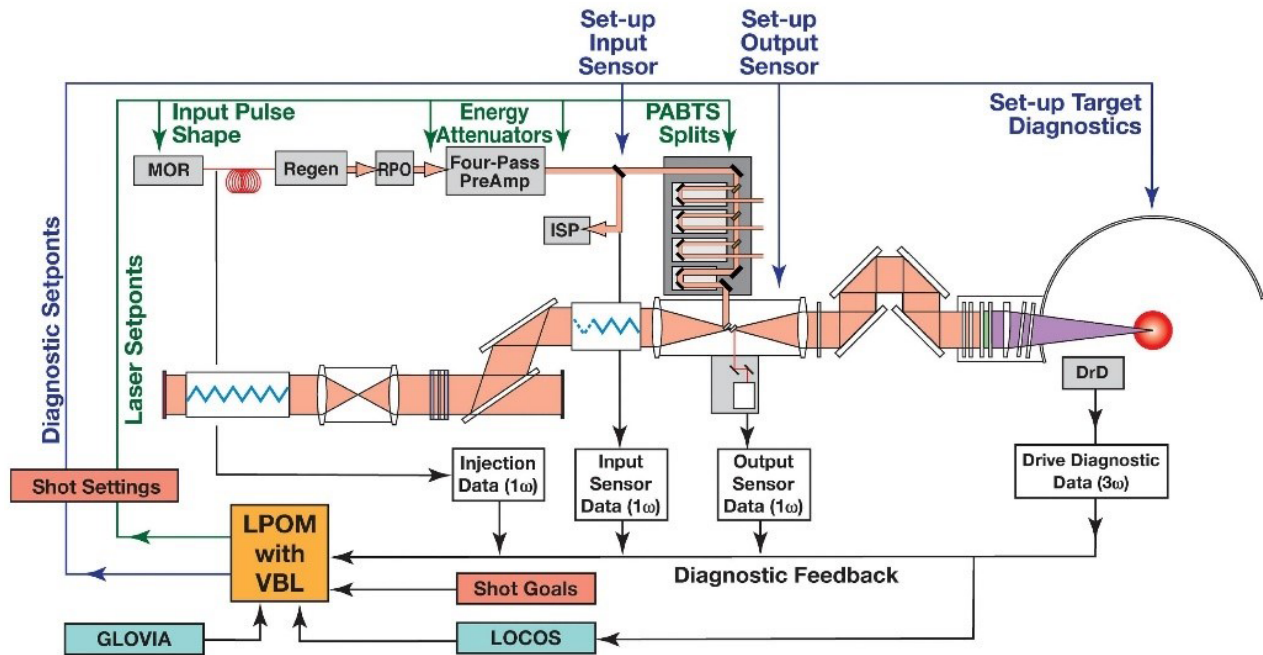 Set-up
Input
Sensor
Set-up
Output
Sensor
Input Pulse
Shape
Energy
Attenuators
PABTS
Splits
Set-up Target
Diagnostics
MOR
Regen
RPO
Four-Pass
PreAmp
ISP
Diagnostic Setponts
Laser Setponts
DrD
Injection
Data (1ω)
Input
Sensor
Data (1ω)
Output
Sensor
Data (1ω)
Drive Diagnostic
Data (3ω)
Shot Settings
LPOM
with
VBL
Diagnostic Feedback
Shot Goals
GLOVIA
LOCOS